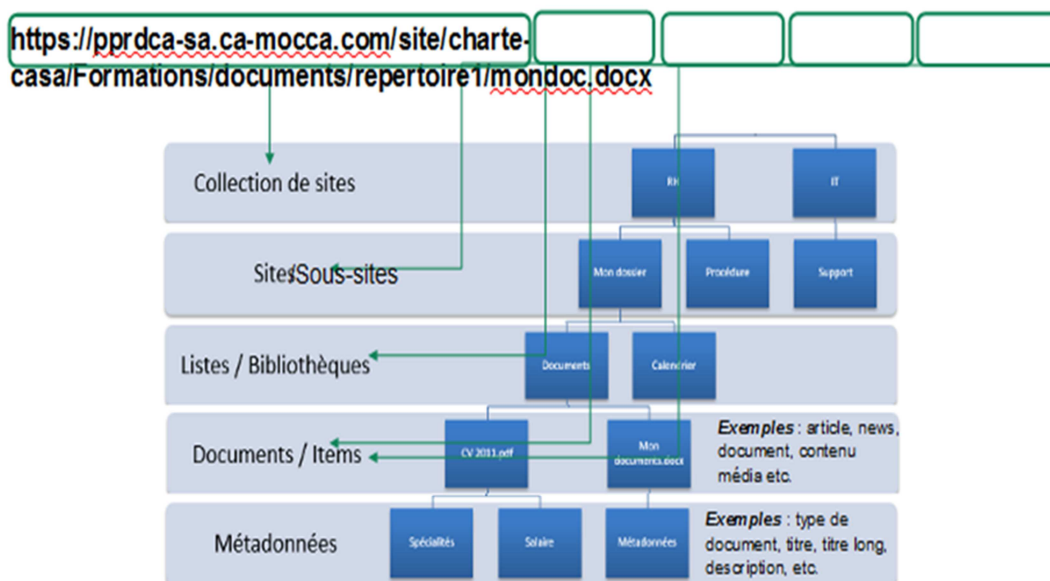 https://pprdca-sa.ca-mocca.com/site/charte-
casa/Formations/documents/repertoire1/mondoc.docx
Collection de sites
RH
IT
Sites/Sous-sites
Mon dossier
Procédure
Support
Listes / Bibliothèques
Documents
Calendrier
Documents / Items
CV 2011.pdf
Mon
documents.docx
Exemples : article, news,
document, contenu
média etc.
Métadonnées
Spécialités
Salaire
Métadonnées
Exemples : type de
document, titre, titre long,
description, etc.